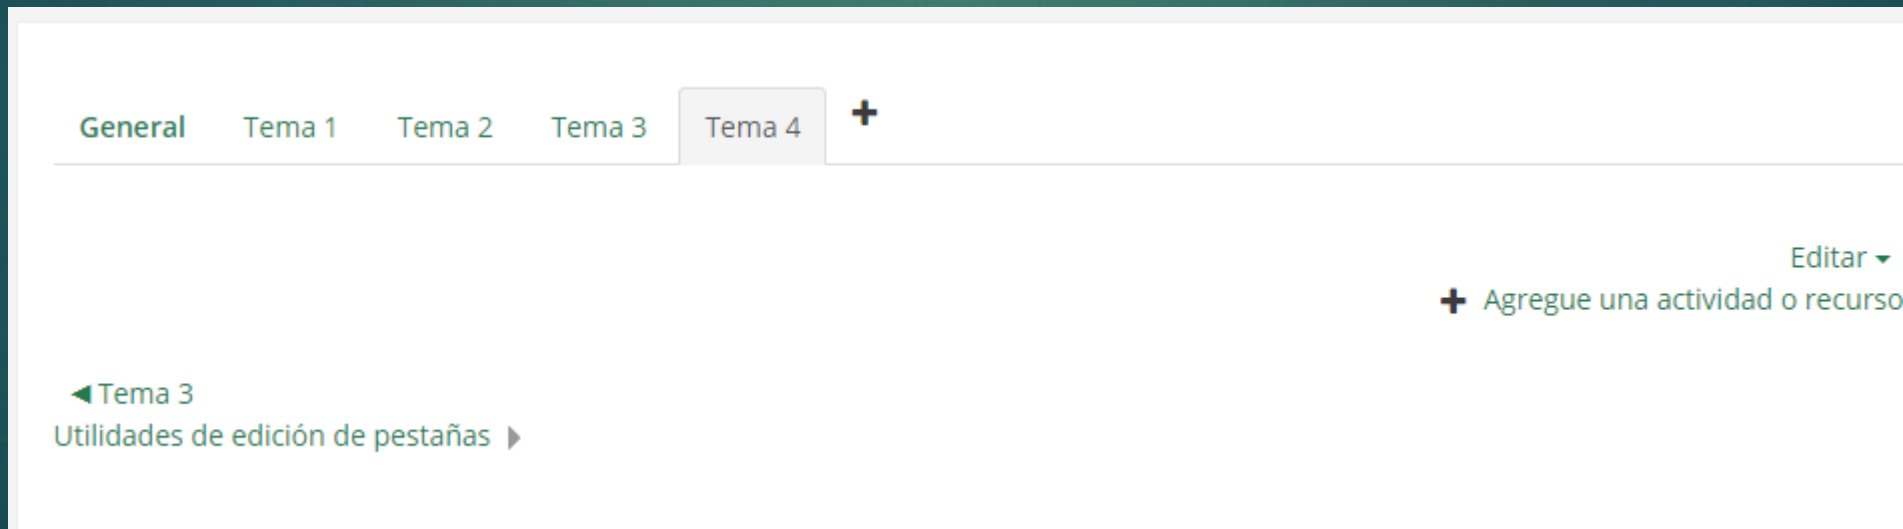 General Tema 1 Tema 2 Tema 3 Tema 4
Editar
Agregue una actividad o recurso
Tema 3
Utilidades de edición de pestañas